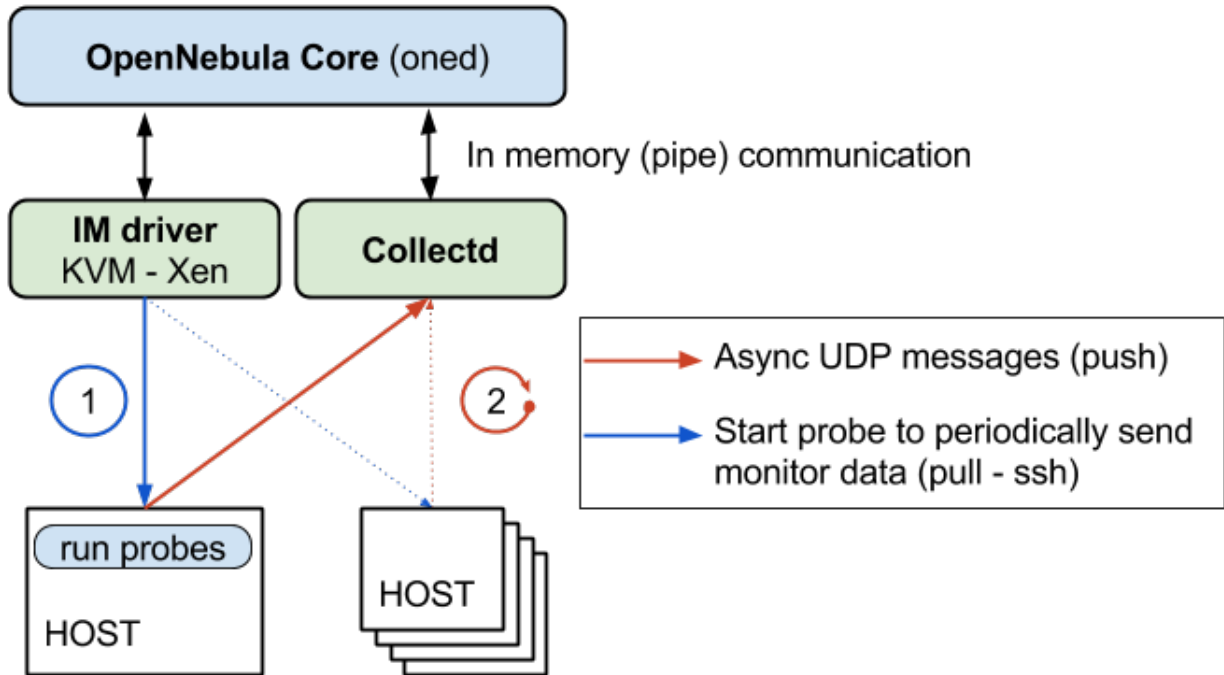 OpenNebula Core (oned)
In memory (pipe) communication
IM driver
KVM - Xen
Collectd
1
2
Async UDP messages (push)
Start probe to periodically send
monitor data (pull - ssh)
run probes
HOST
HOST